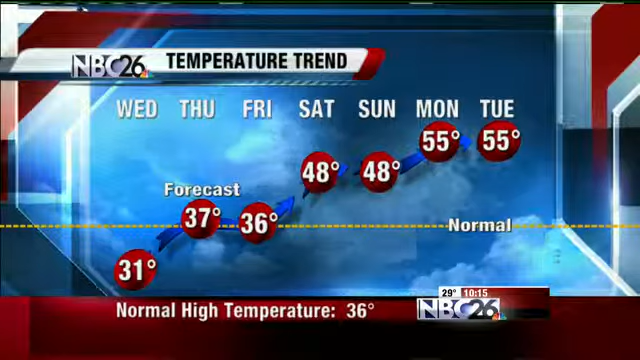 NBC26 TEMPERATURE TREND
WED THU FRI SAT SUN MON TUE
55° 55°
48° 48°
Forecast
37° 36°
Normal
31°
29° 10:15
Normal High Temperature: 36°
NBC26